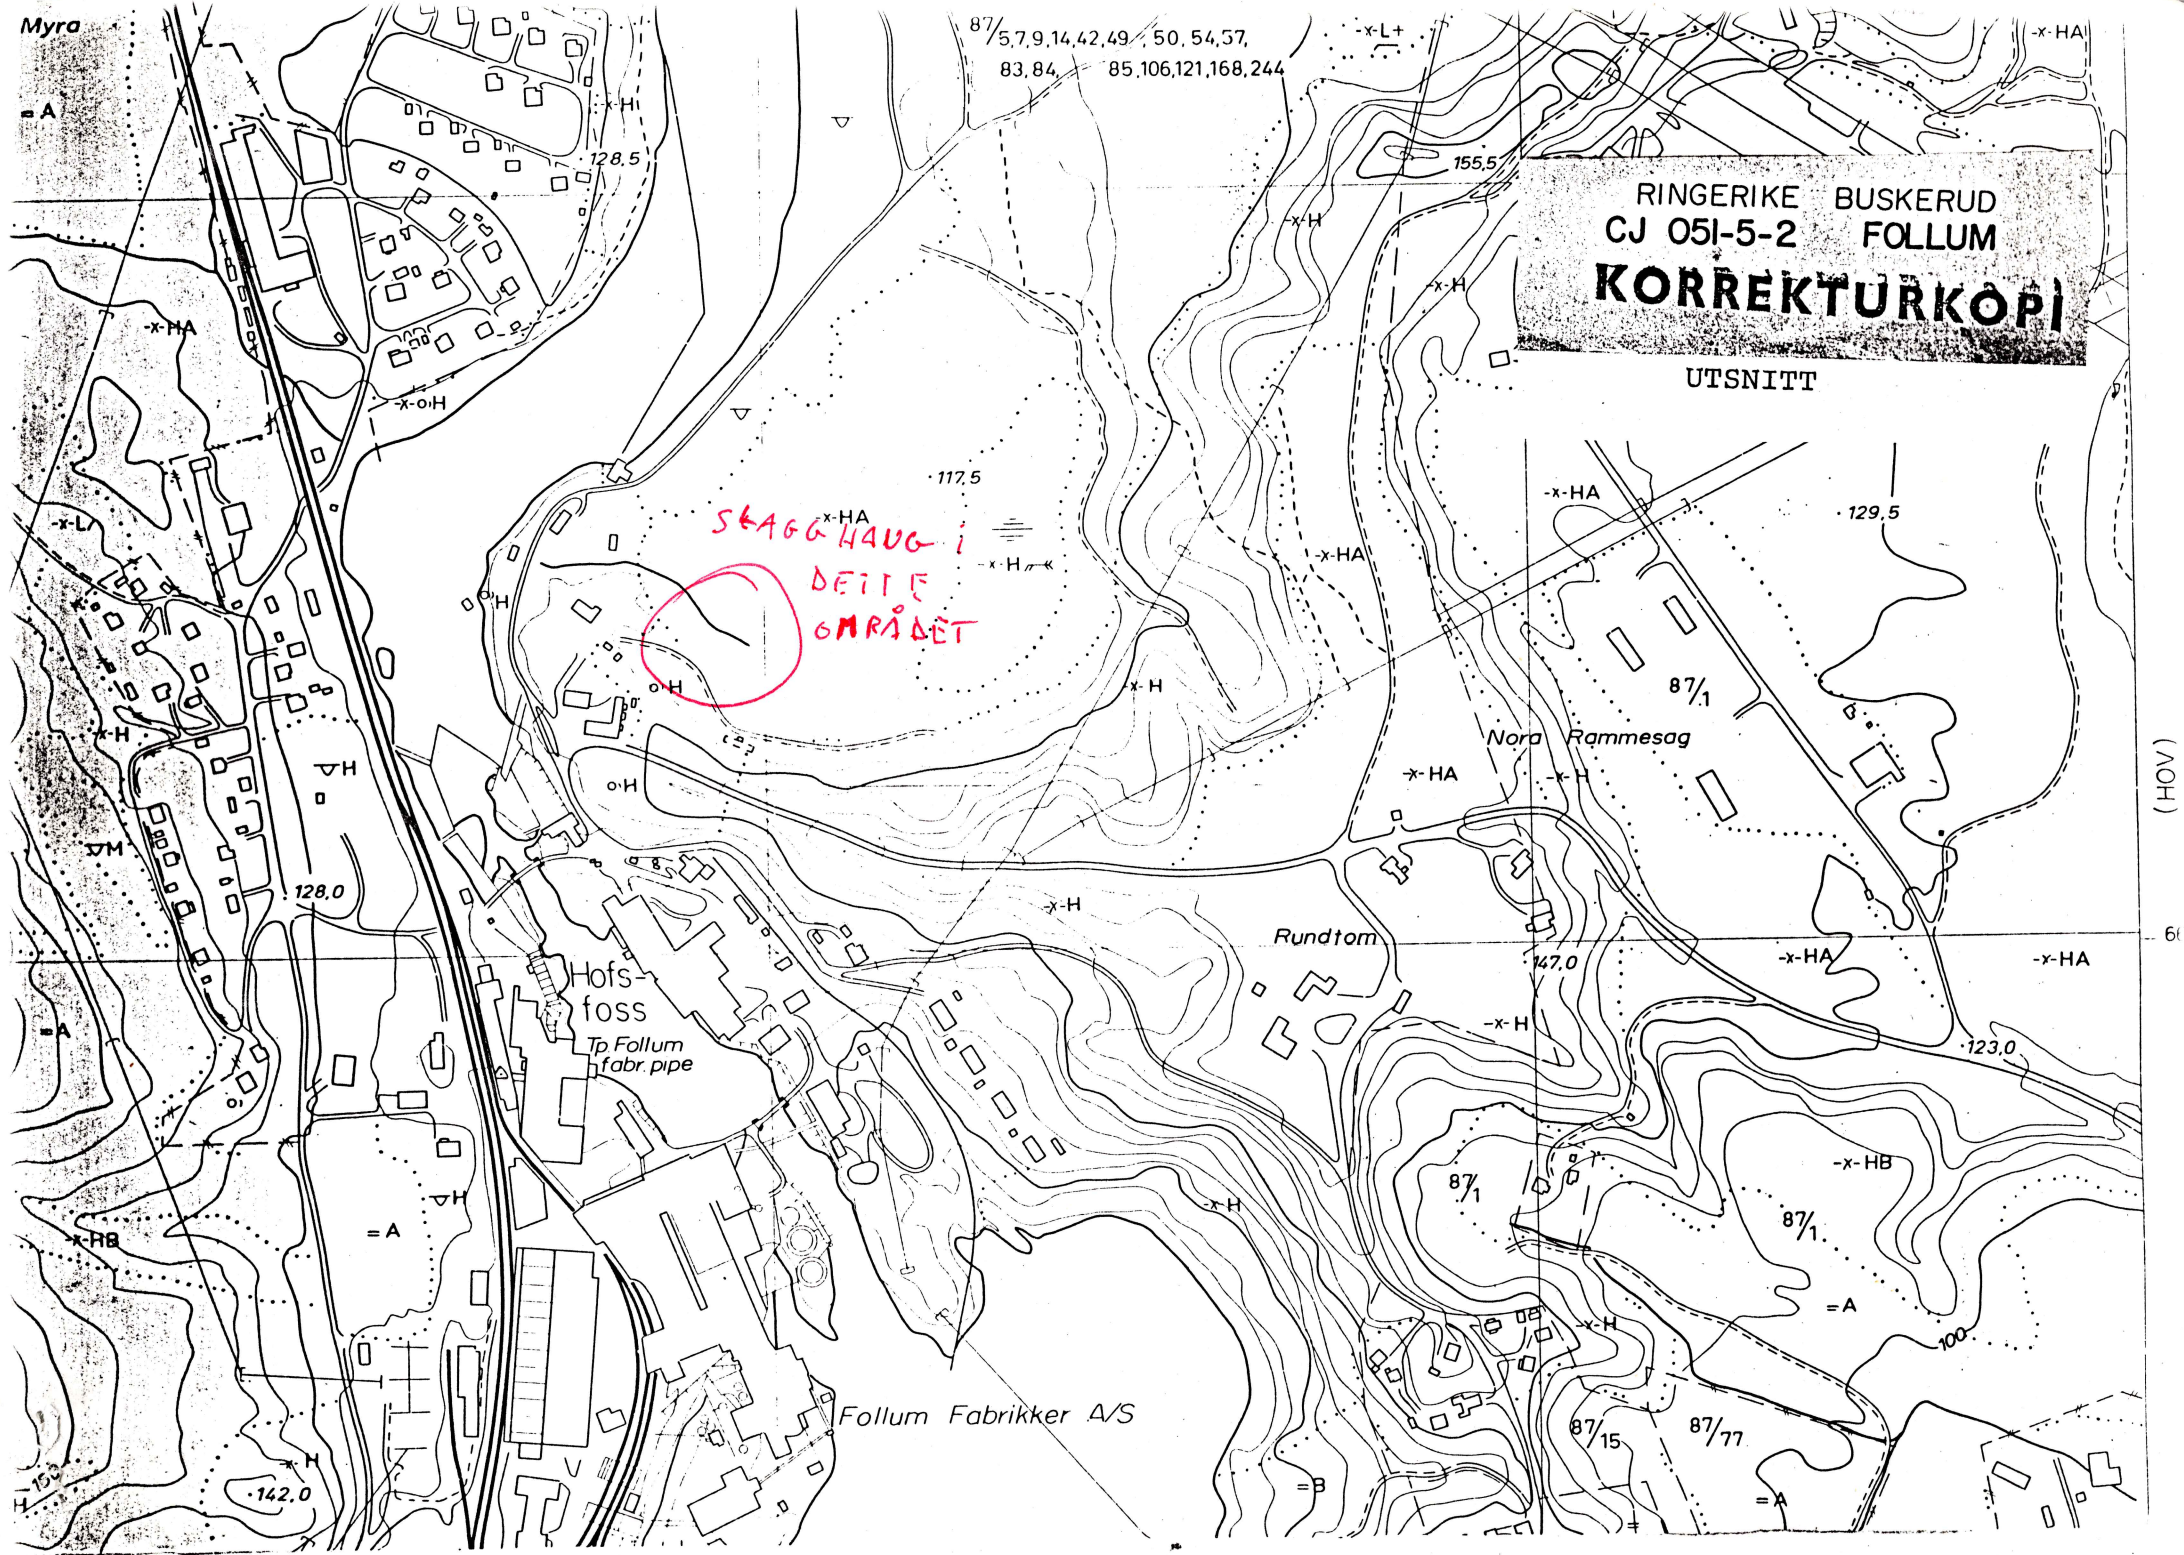 Myra
87/5,7,9,14,42,49, 50, 54,57,
83,84, 85,106,121,168,244
-x-L+
-x-HA
=A
-x-H
128,5
155,5
RINGERIKE BUSKERUD
CJ 051-5-2 FOLLUM
KORREKTURKOPI
UTSNITT
-x-H
-x-H
-x-HA
-x-o,H
117,5
-x-HA
-x-HA
129,5
SLAGGHAUG i
DETTE
OMRÅDET
-x-L
-x-H
-x-HA
o,H
o,H
-x-H
87/1
-x-H
Nora Rammesag
H
-x-HA
-x-H
o,H
(HOV)
M
128,0
-x-H
Rundtom
147,0
-x-HA
-x-HA
Hofs-
foss
Tp. Follum
fabr. pipe
=A
-x-H
123,0
-x-HB
87/1
87/1
H
-x-H
=A
-x-HB
=A
-x-H
100
Follum Fabrikker A/S
87/15
87/77
-x-H
150
H
142,0
=B
=A